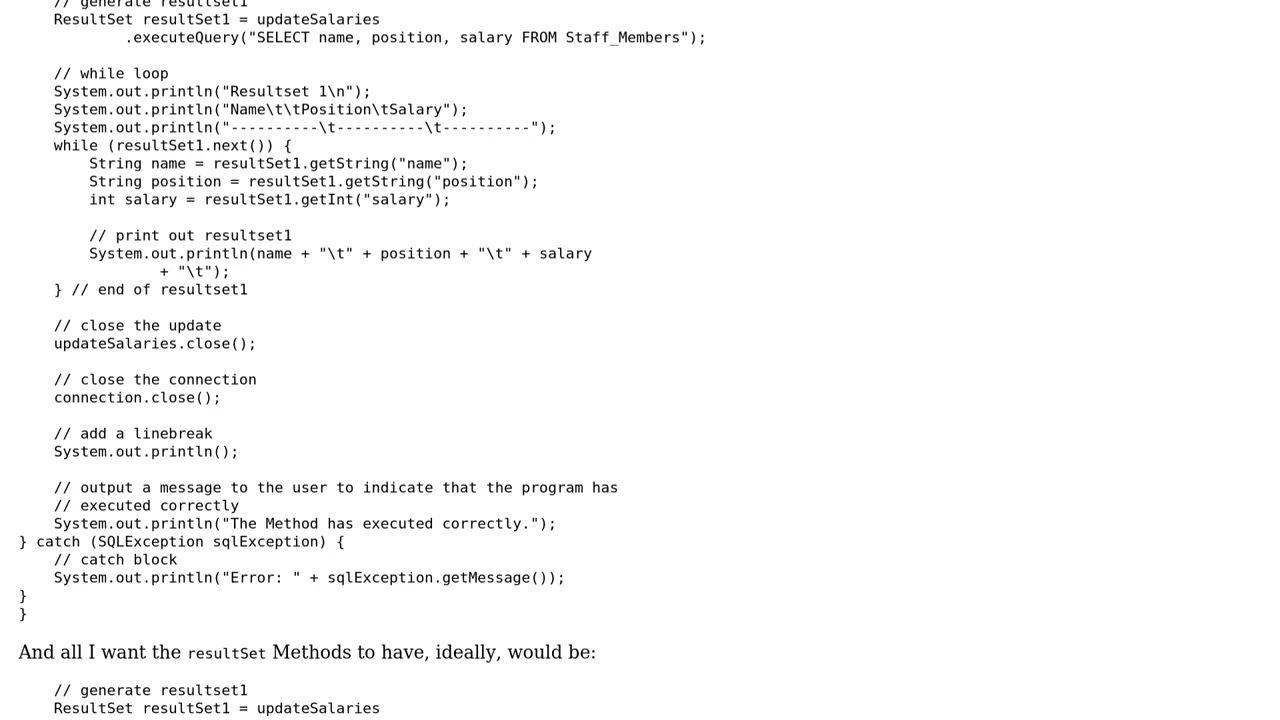 // generate resultset1
ResultSet resultSet1 = updateSalaries
.executeQuery("SELECT name, position, salary FROM Staff_Members");
// while loop
System.out.println("Resultset 1\n");
System.out.println("Name\t\tPosition\tSalary");
System.out.println("----------\t----------\t----------");
while (resultSet1.next()) {
String name = resultSet1.getString("name");
String position = resultSet1.getString("position");
int salary = resultSet1.getInt("salary");
// print out resultset1
System.out.println(name + "\t" + position + "\t" + salary
+ "\t");
} // end of resultset1
// close the update
updateSalaries.close();
// close the connection
connection.close();
// add a linebreak
System.out.println();
// output a message to the user to indicate that the program has
// executed correctly
System.out.println("The Method has executed correctly.");
} catch (SQLException sqlException) {
// catch block
System.out.println("Error: " + sqlException.getMessage());
}
}
And all I want the resultSet Methods to have, ideally, would be:
// generate resultset1
ResultSet resultSet1 = updateSalaries